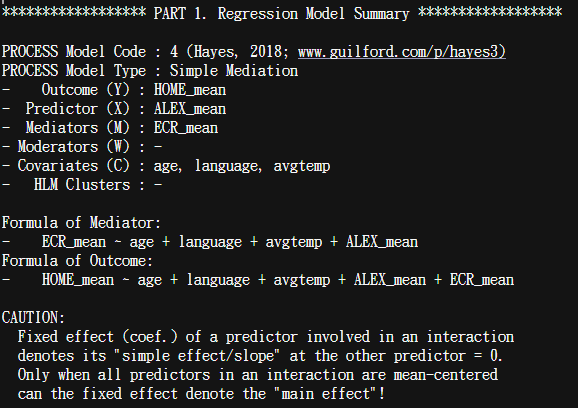 ****************** PART 1. Regression Model Summary ******************
PROCESS Model Code : 4 (Hayes, 2018; www.guilford.com/p/hayes3)
PROCESS Model Type : Simple Mediation
-    Outcome (Y) : HOME_mean
-  Predictor (X) : ALEX_mean
-  Mediators (M) : ECR_mean
- Moderators (W) : -
- Covariates (C) : age, language, avgtemp
-   HLM Clusters : -
Formula of Mediator:
-    ECR_mean ~ age + language + avgtemp + ALEX_mean
Formula of Outcome:
-    HOME_mean ~ age + language + avgtemp + ALEX_mean + ECR_mean
CAUTION:
  Fixed effect (coef.) of a predictor involved in an interaction
  denotes its "simple effect/slope" at the other predictor = 0.
  Only when all predictors in an interaction are mean-centered
  can the fixed effect denote the "main effect"!